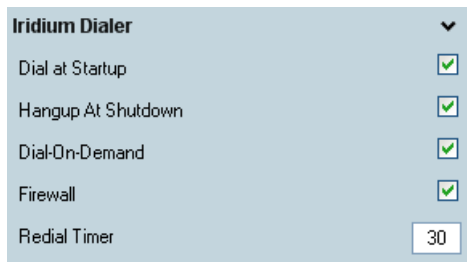 Iridium Dialer
Dial at Startup
Hangup At Shutdown
Dial-On-Demand
Firewall
Redial Timer 30